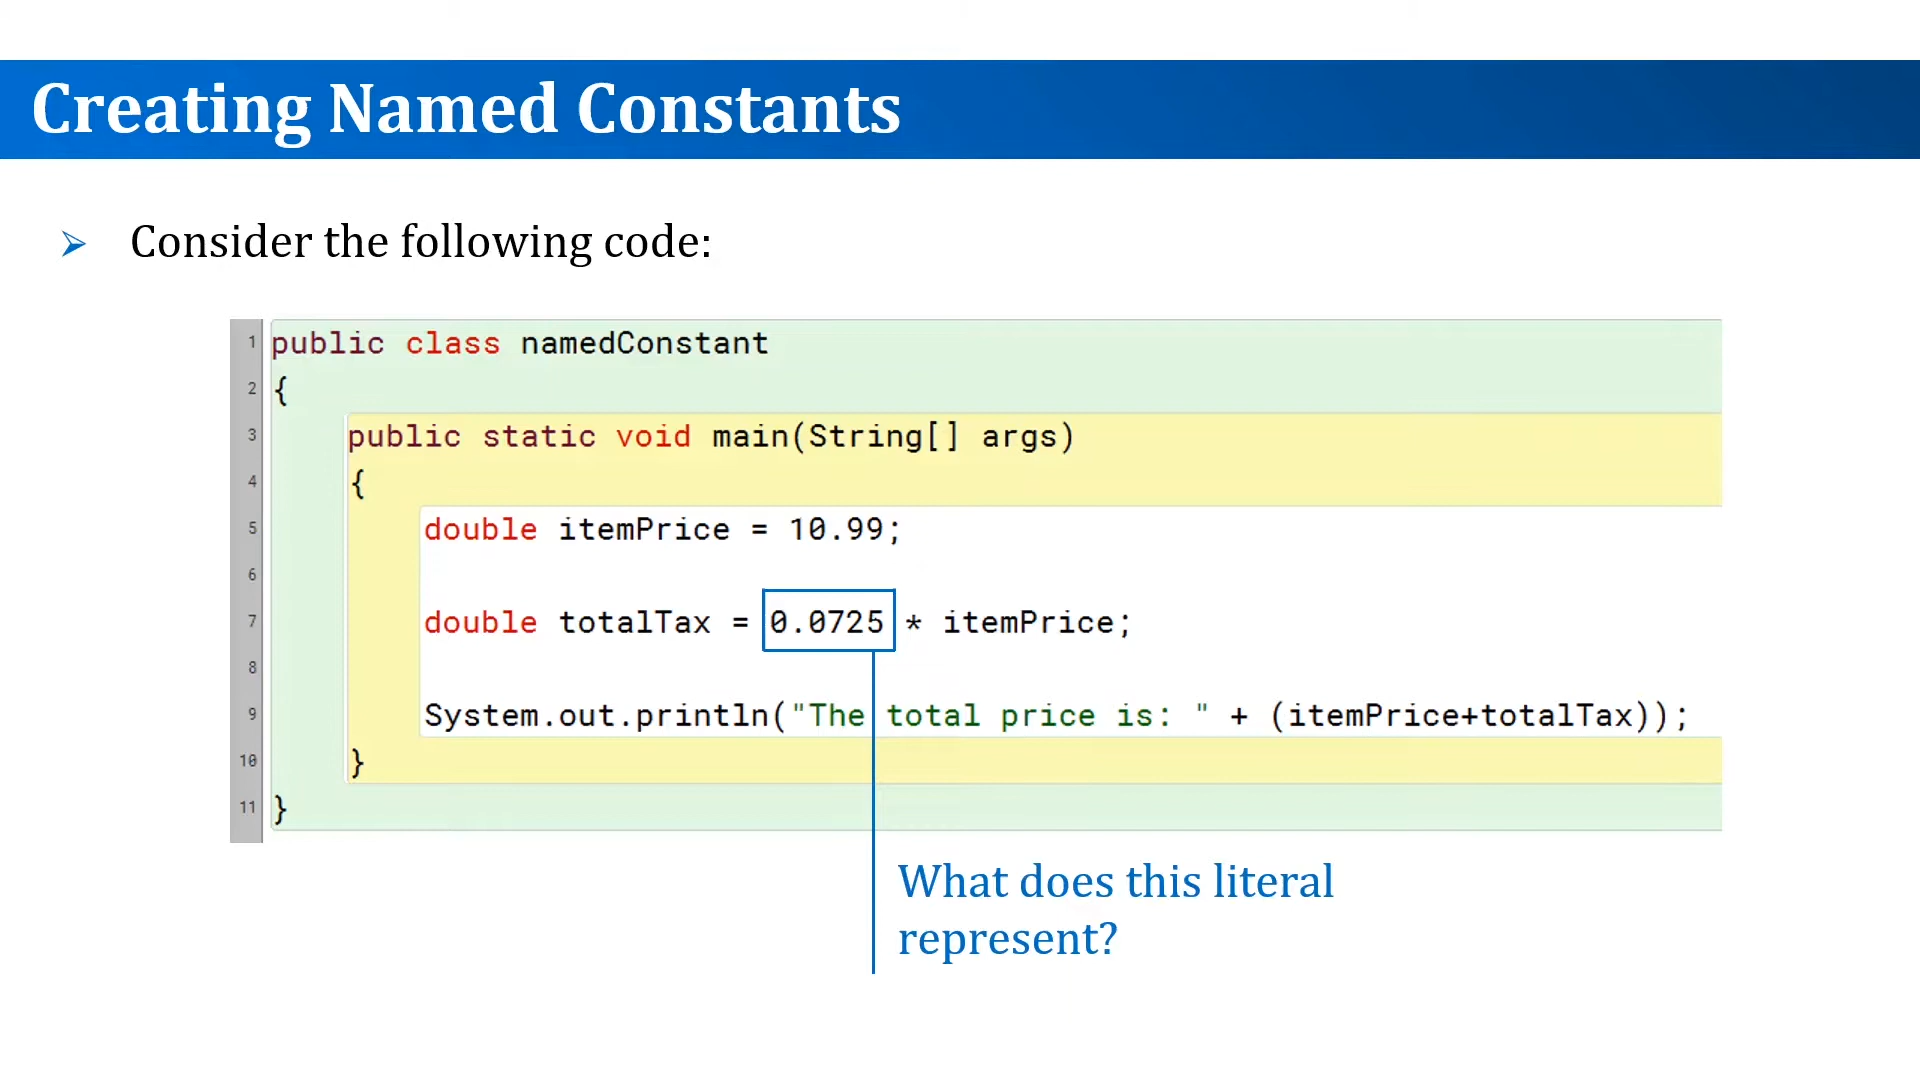 Creating Named Constants
➢ Consider the following code:
1 public class namedConstant
2 {
3 public static void main(String[] args)
4 {
5 double itemPrice = 10.99;
6
7 double totalTax = 0.0725 * itemPrice;
8
9 System.out.println("The total price is: " + (itemPrice+totalTax));
10 }
11 }
What does this literal
represent?